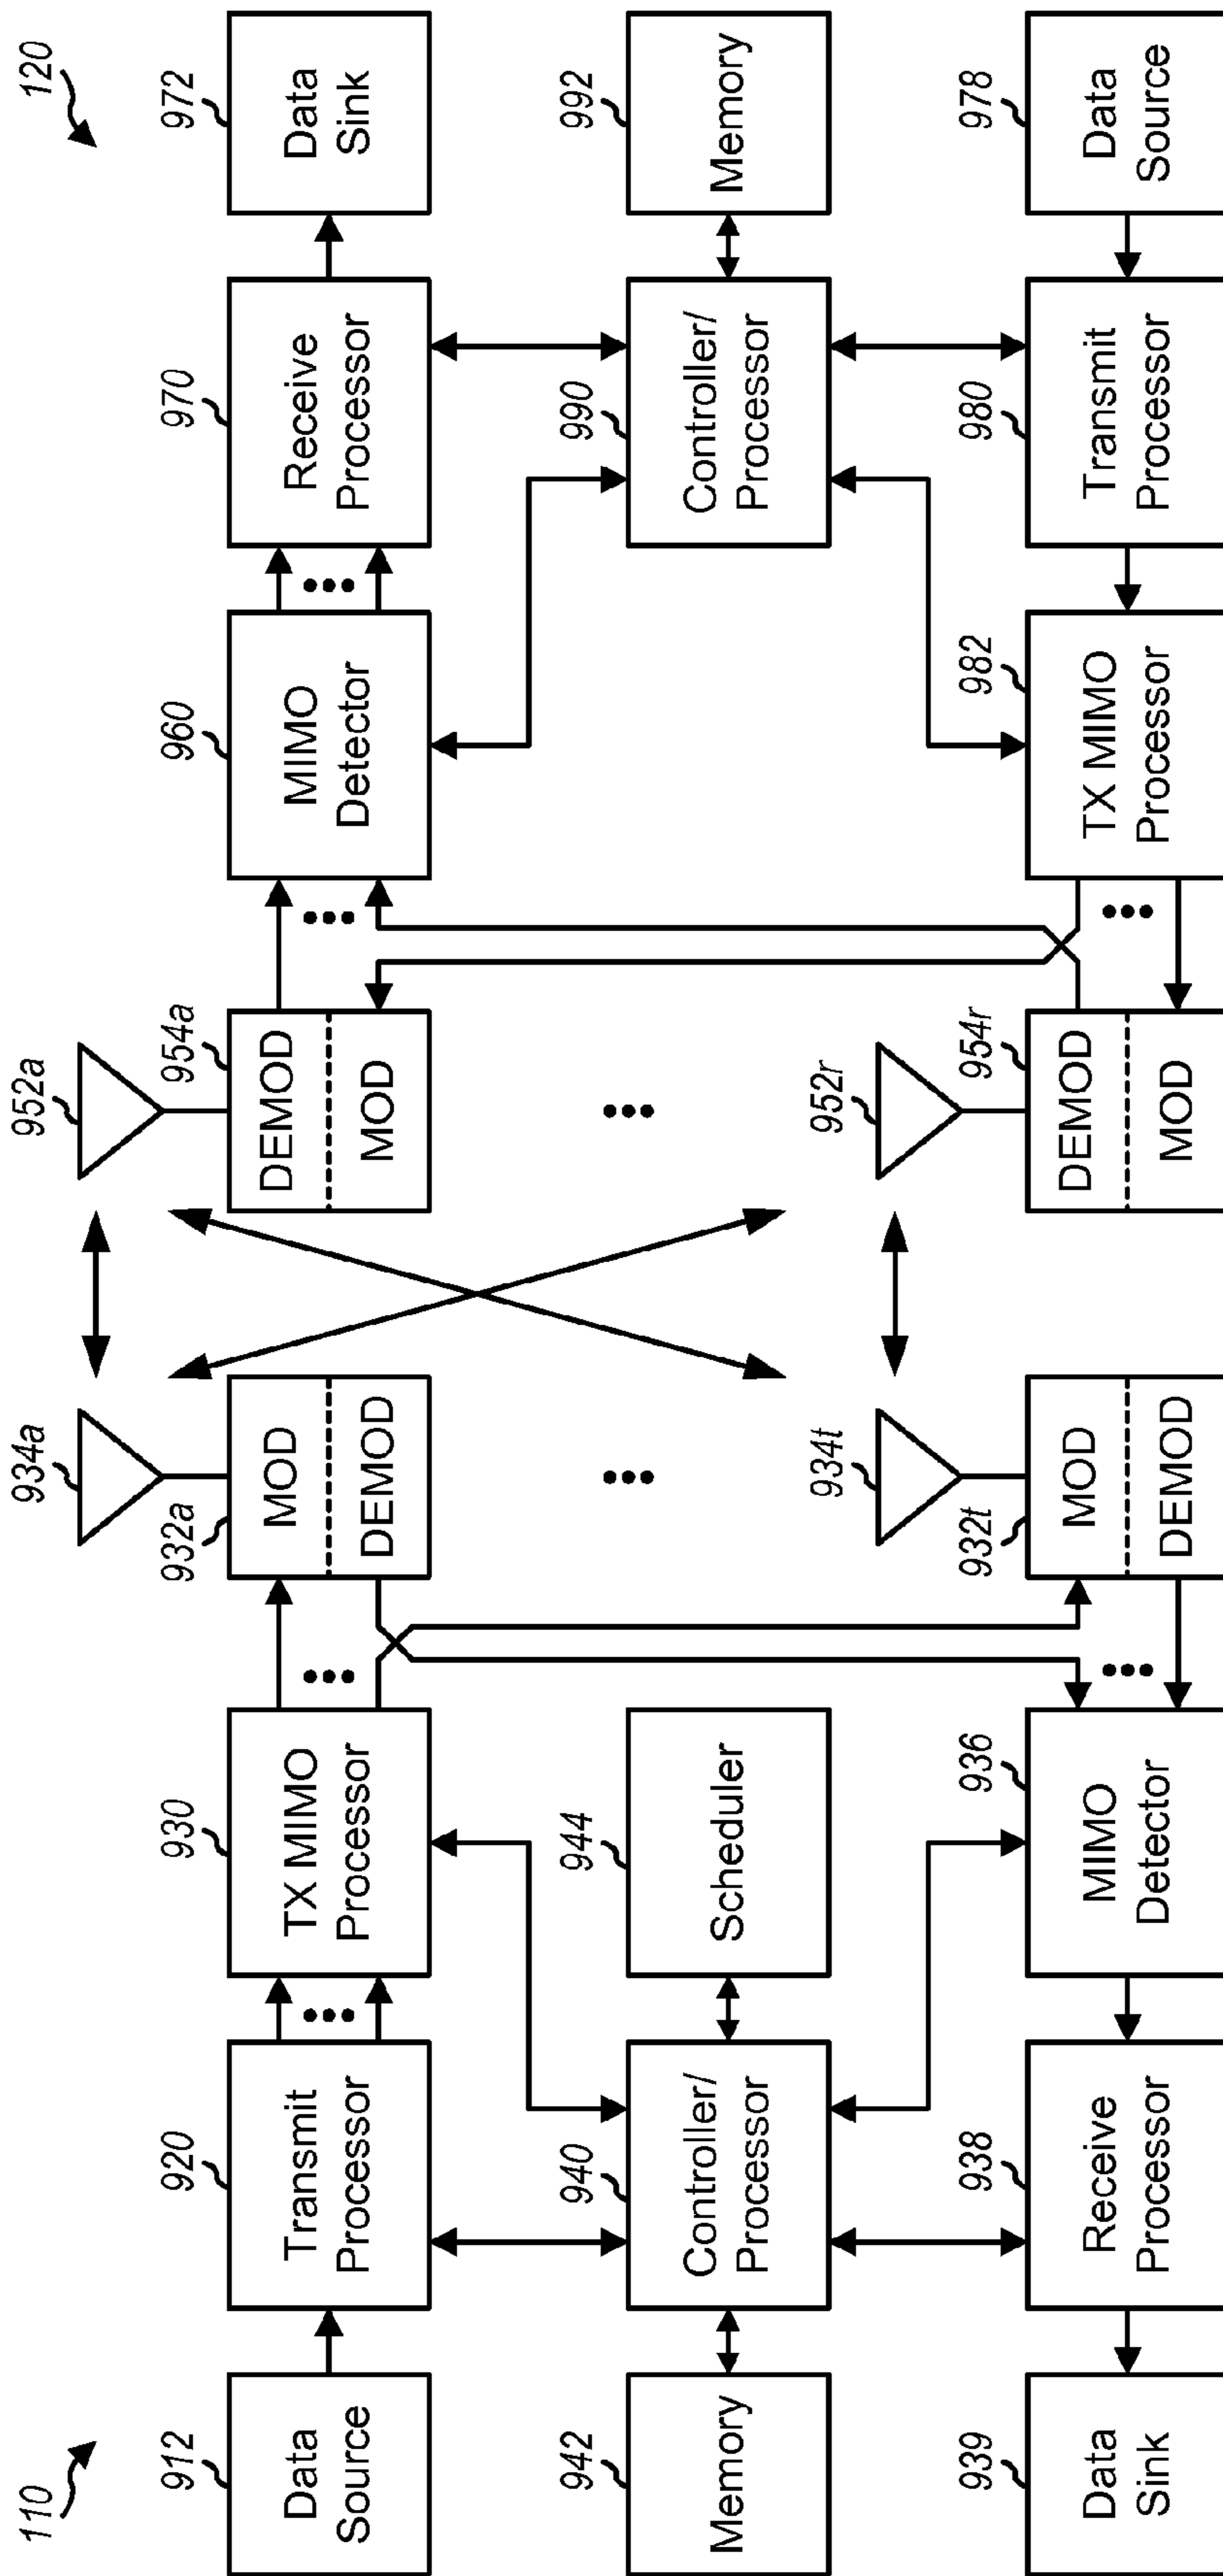 110
120
912
Data
Source
920
Transmit
Processor
930
TX MIMO
Processor
932a
MOD
DEMOD
934a
952a
954a
DEMOD
MOD
960
MIMO
Detector
970
Receive
Processor
972
Data
Sink
942
Memory
940
Controller/
Processor
944
Scheduler
990
Controller/
Processor
992
Memory
939
Data
Sink
938
Receive
Processor
936
MIMO
Detector
932t
MOD
DEMOD
934t
952r
954r
DEMOD
MOD
982
TX MIMO
Processor
980
Transmit
Processor
978
Data
Source